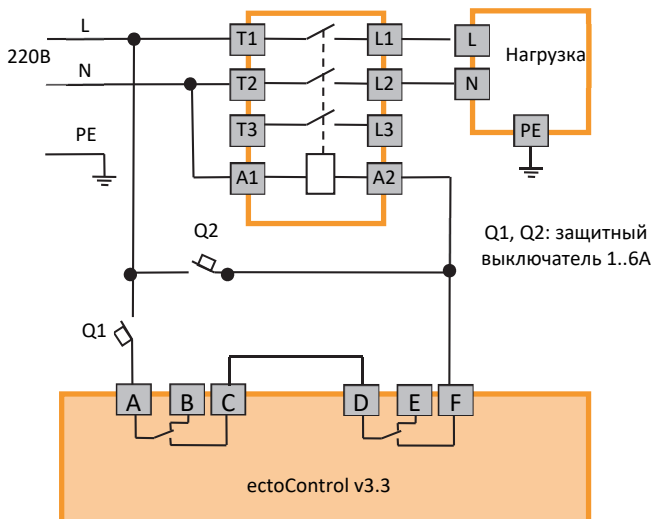 L
220В
N
PE
T1 L1 L
T2 L2 N
T3 L3
A1 A2
Нагрузка
PE
Q1, Q2: защитный
выключатель 1..6А
Q2
Q1
A B C D E F
ectoControl v3.3